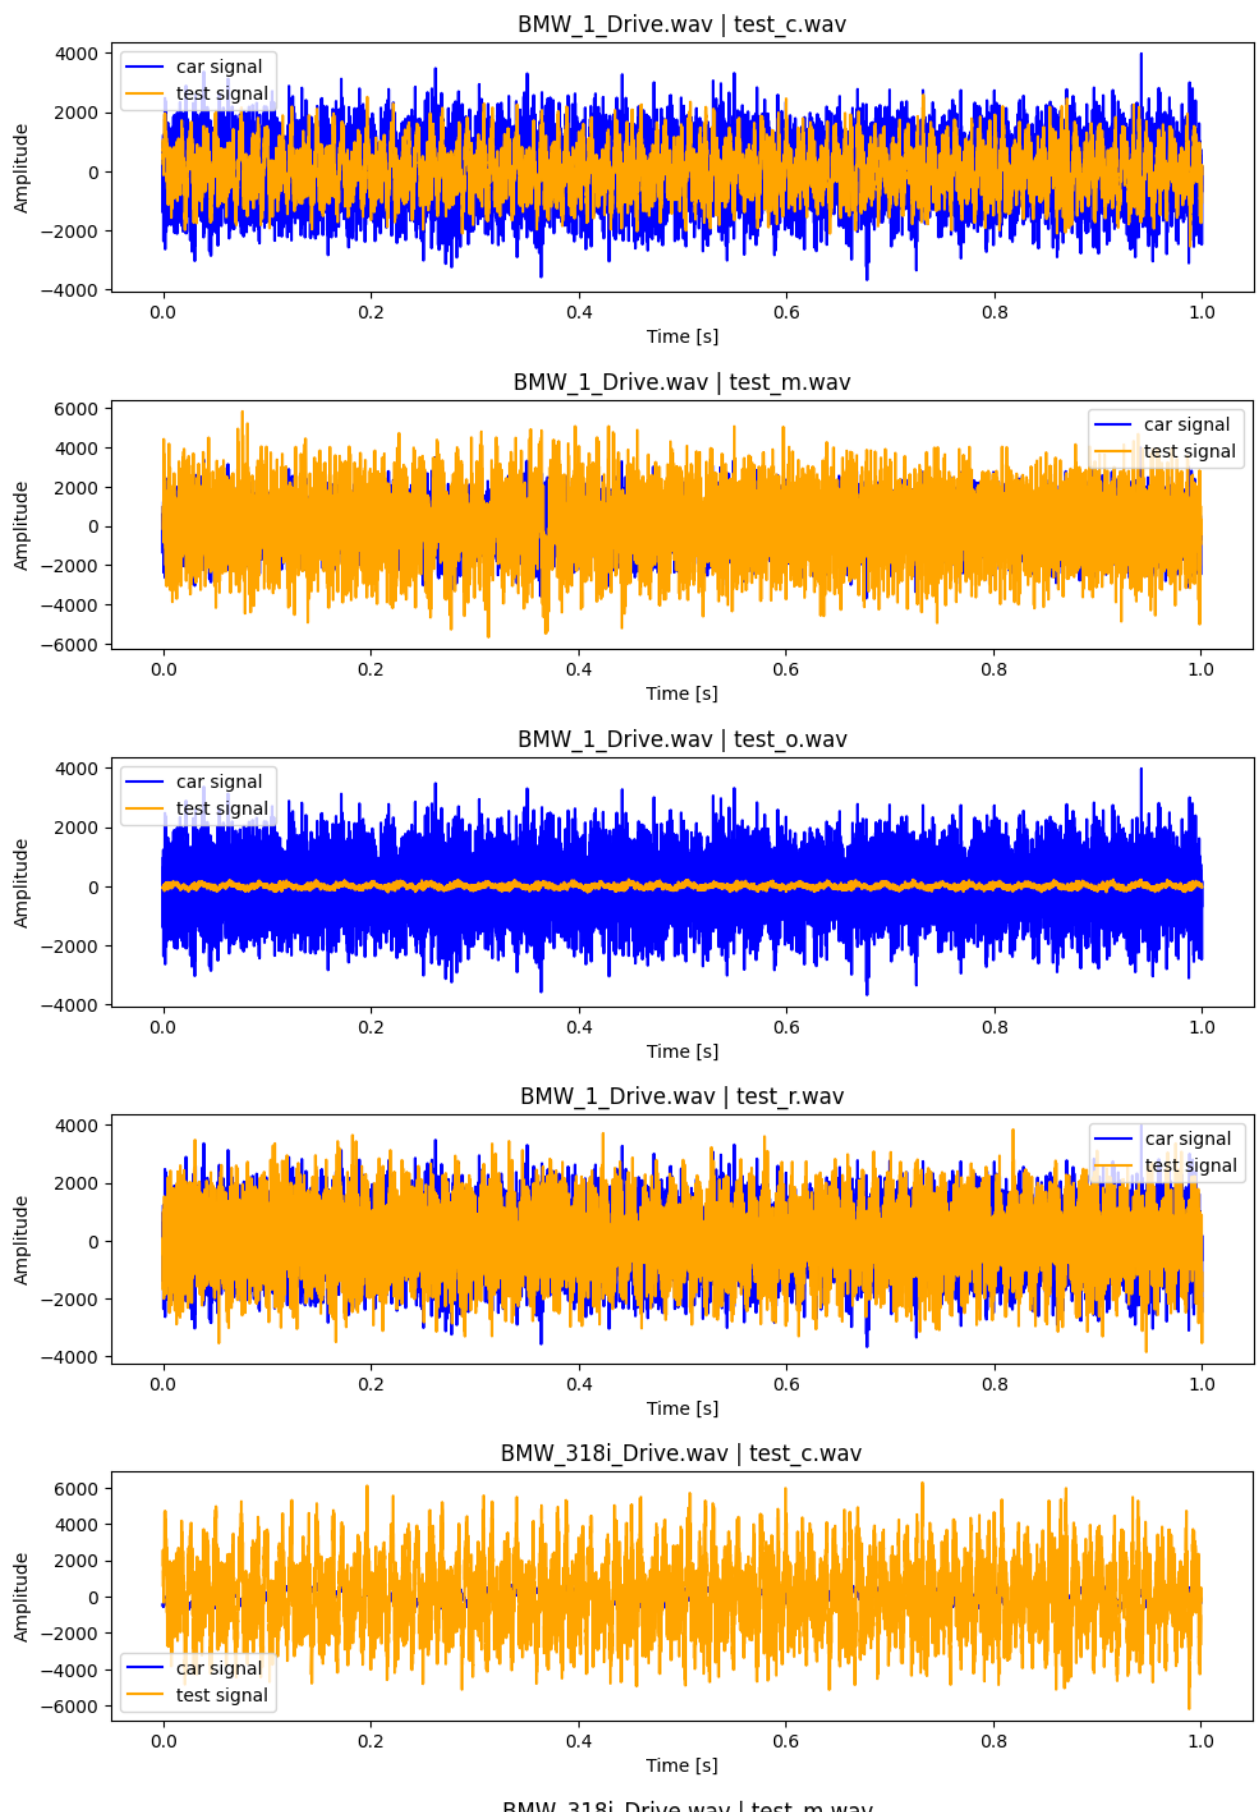 BMW_1_Drive.wav | test_c.wav
4000
2000
0
−2000
−4000
Amplitude
car signal
test signal
0.0 0.2 0.4 0.6 0.8 1.0
Time [s]
BMW_1_Drive.wav | test_m.wav
6000
4000
2000
0
−2000
−4000
−6000
Amplitude
car signal
test signal
0.0 0.2 0.4 0.6 0.8 1.0
Time [s]
BMW_1_Drive.wav | test_o.wav
4000
2000
0
−2000
−4000
Amplitude
car signal
test signal
0.0 0.2 0.4 0.6 0.8 1.0
Time [s]
BMW_1_Drive.wav | test_r.wav
4000
2000
0
−2000
−4000
Amplitude
car signal
test signal
0.0 0.2 0.4 0.6 0.8 1.0
Time [s]
BMW_318i_Drive.wav | test_c.wav
6000
4000
2000
0
−2000
−4000
−6000
Amplitude
car signal
test signal
0.0 0.2 0.4 0.6 0.8 1.0
Time [s]
BMW_318i_Drive.wav | test_m.wav